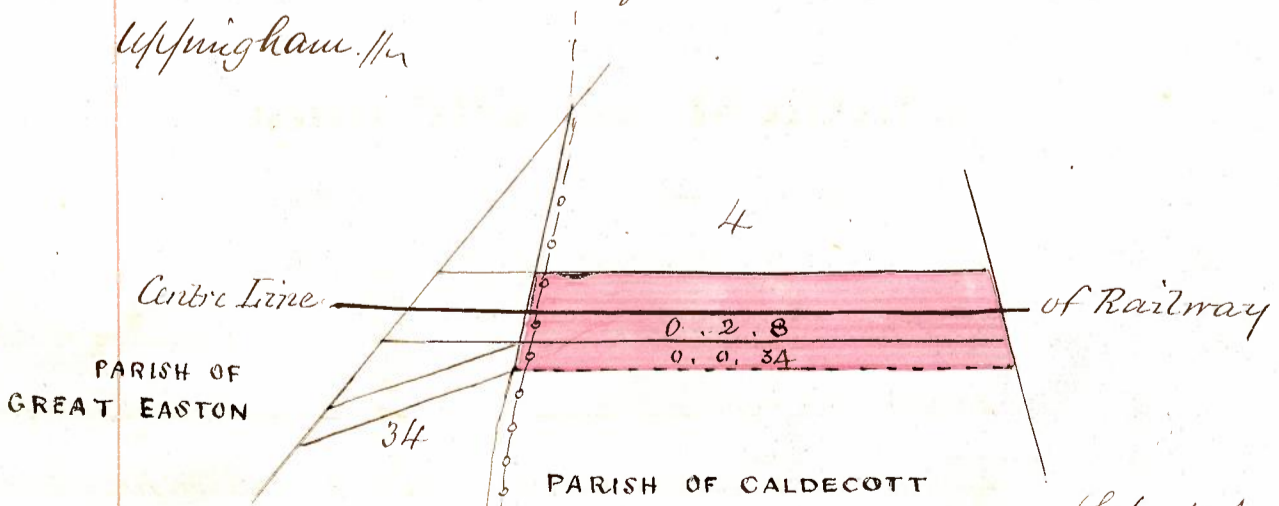 Uppingham.
4
Centre Line of Railway
0. 2. 8
0. 0. 34
PARISH OF
GREAT EASTON
34
PARISH OF CALDECOTT